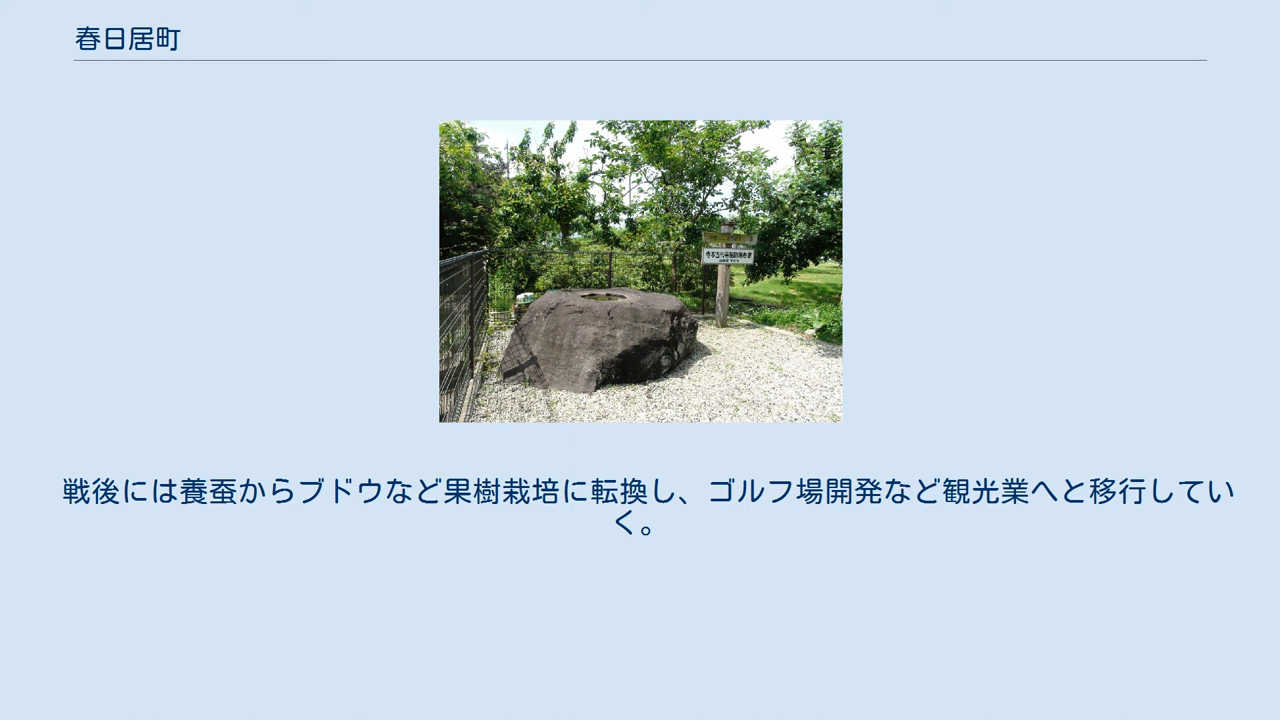 春日居町
戦後には養蚕からブドウなど果樹栽培に転換し、ゴルフ場開発など観光業へと移行してい
く。